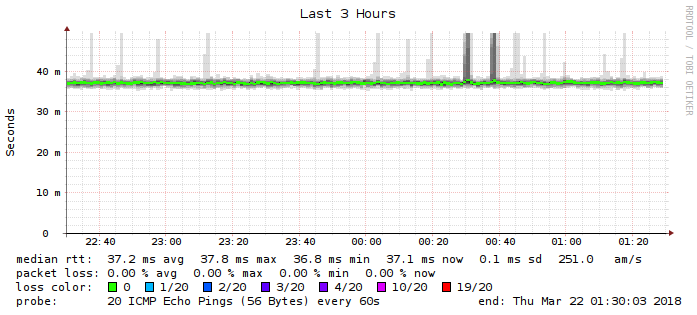 Last 3 Hours
RRDTOOL / TOBI OETIKER
Seconds
40 m
30 m
20 m
10 m
0
22:40 23:00 23:20 23:40 00:00 00:20 00:40 01:00 01:20
median rtt: 37.2 ms avg 37.8 ms max 36.8 ms min 37.1 ms now 0.1 ms sd 251.0 am/s
packet loss: 0.00 % avg 0.00 % max 0.00 % min 0.00 % now
loss color: 0 1/20 2/20 3/20 4/20 10/20 19/20
probe: 20 ICMP Echo Pings (56 Bytes) every 60s end: Thu Mar 22 01:30:03 2018